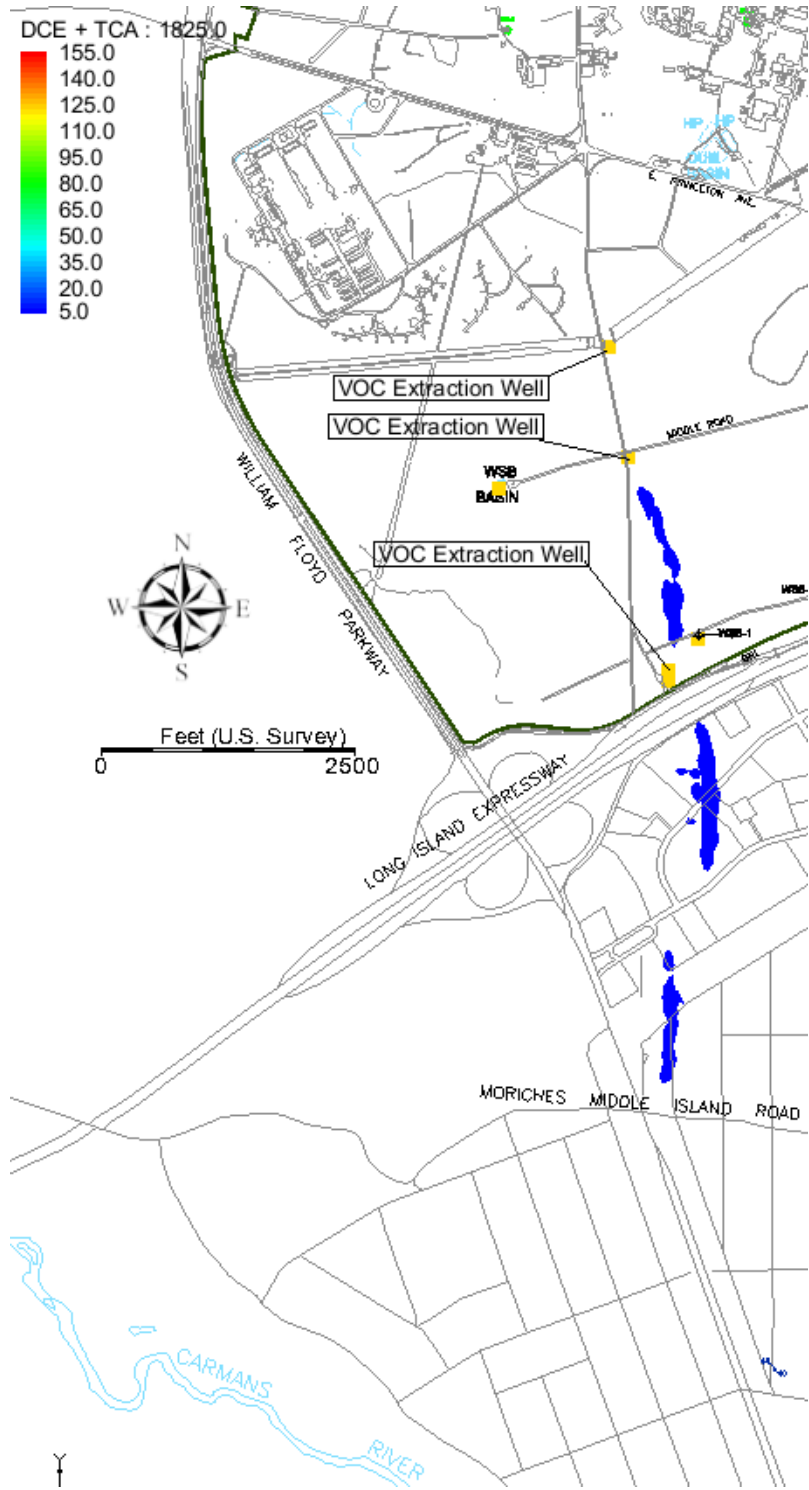 DCE + TCA : 1825.0
155.0
140.0
125.0
110.0
95.0
80.0
65.0
50.0
35.0
20.0
5.0
HP HP
BASIN
E. PRINCETON AVE.
VOC Extraction Well
VOC Extraction Well
MIDDLE ROAD
WSB
BASIN
VOC Extraction Well
WILLIAM FLOYD PARKWAY
N
W E
S
Feet (U.S. Survey)
0 2500
LONG ISLAND EXPRESSWAY
MORICHES MIDDLE ISLAND ROAD
CARMANS RIVER
Y